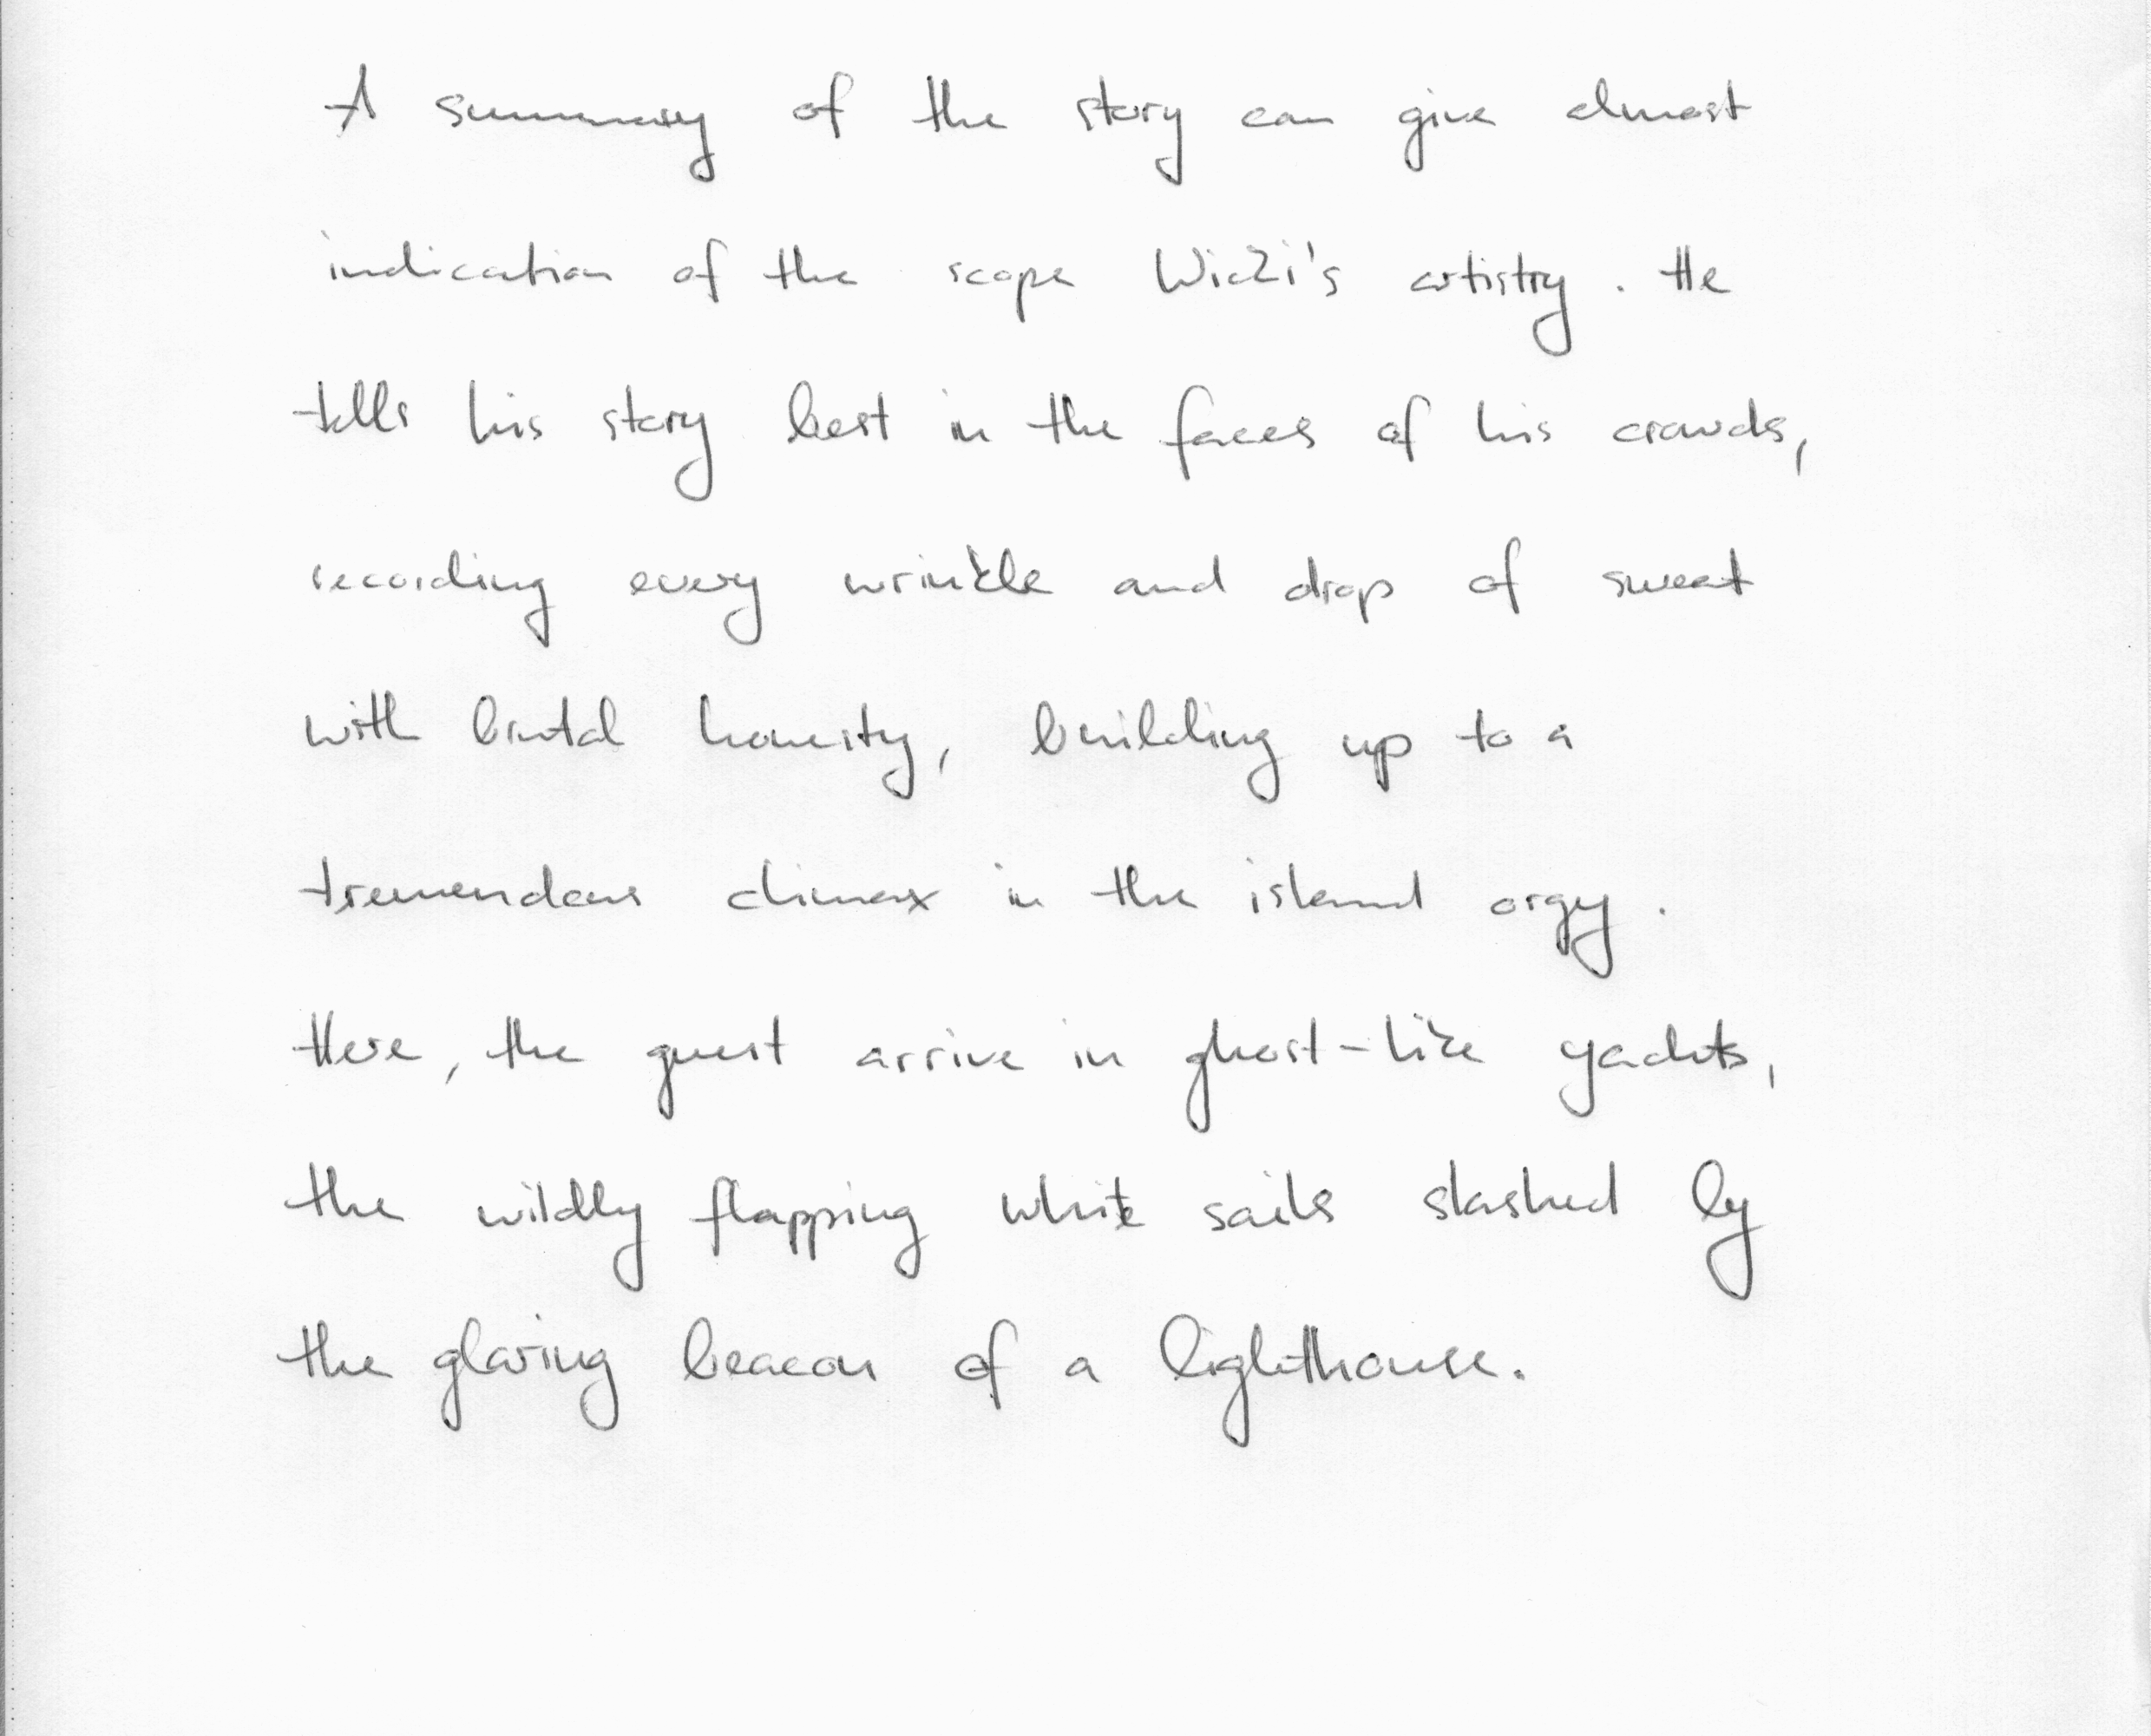 A summary of the story can give almost
indication of the scope Wicki's artistry. He
tells his story best in the faces of his crowds,
recording every wrinkle and drop of sweat
with brutal honesty, building up to a
tremendous climax in the island orgy.
Here, the guest arrive in ghost-like yachts,
the wildly flapping white sails slashed by
the glaring beacon of a lighthouse.